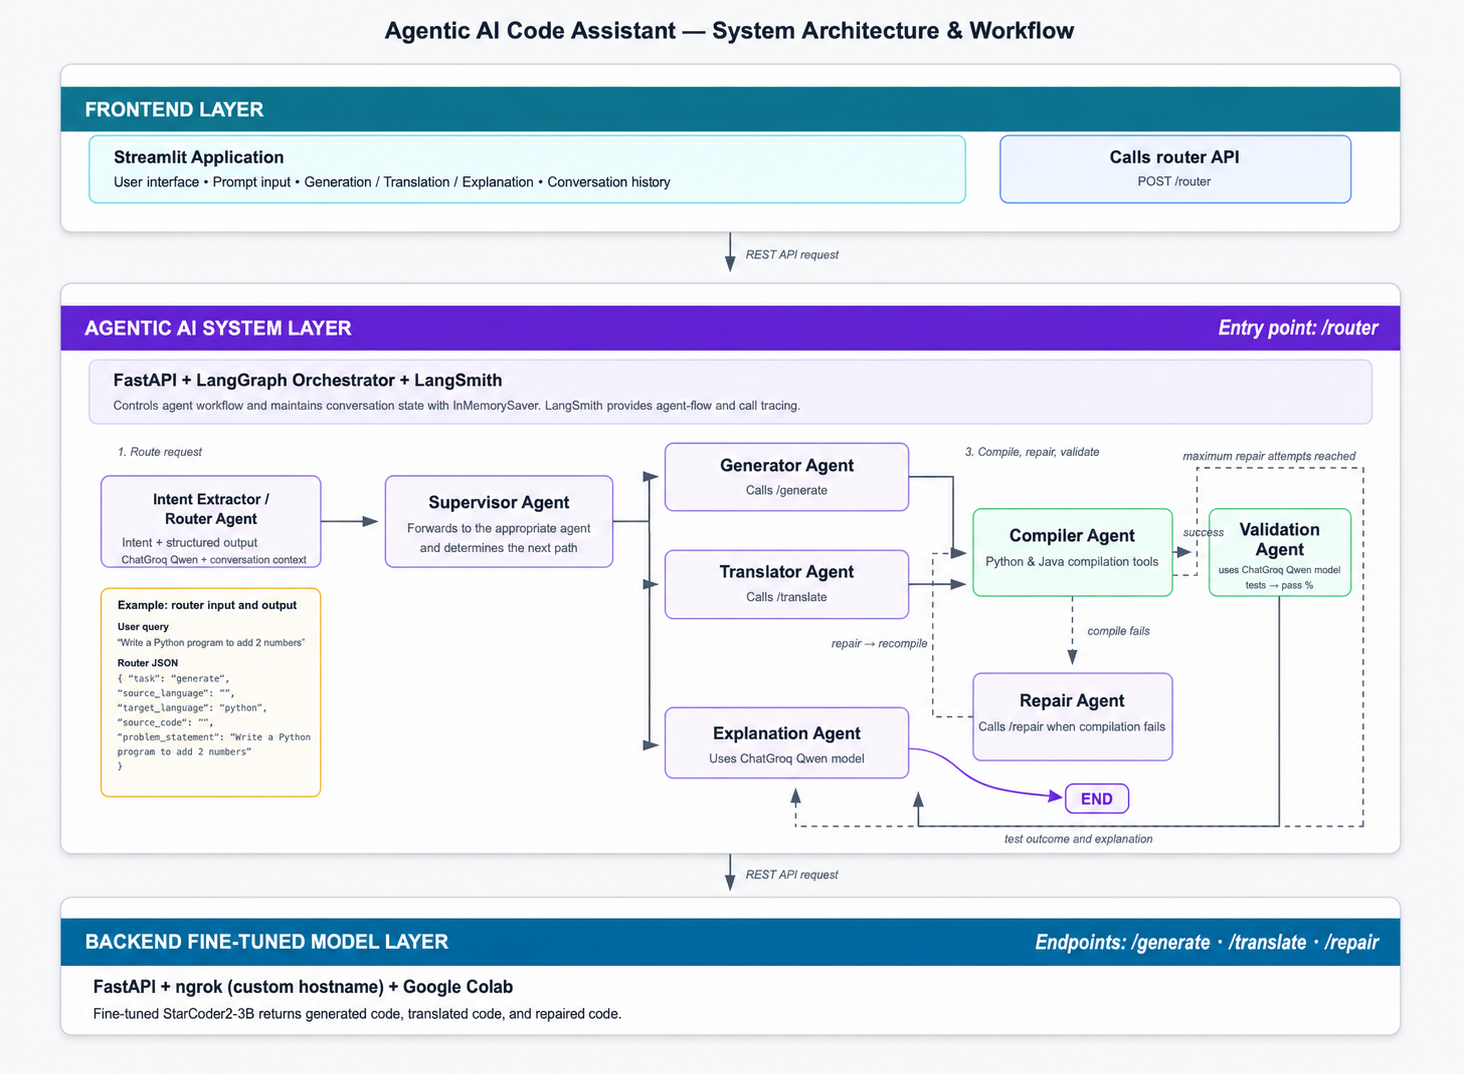 Agentic AI Code Assistant — System Architecture & Workflow
FRONTEND LAYER
Streamlit Application
User interface • Prompt input • Generation / Translation / Explanation • Conversation history
Calls router API
POST /router
REST API request
AGENTIC AI SYSTEM LAYER
Entry point: /router
FastAPI + LangGraph Orchestrator + LangSmith
Controls agent workflow and maintains conversation state with InMemorySaver. LangSmith provides agent-flow and call tracing.
1. Route request
Intent Extractor /
Router Agent
Intent + structured output
ChatGroq Qwen + conversation context
Supervisor Agent
Forwards to the appropriate agent
and determines the next path
Generator Agent
Calls /generate
Translator Agent
Calls /translate
Explanation Agent
Uses ChatGroq Qwen model
3. Compile, repair, validate
maximum repair attempts reached
Compiler Agent
Python & Java compilation tools
success
Validation
Agent
uses ChatGroq Qwen model
tests → pass %
compile fails
repair → recompile
Repair Agent
Calls /repair when compilation fails
END
test outcome and explanation
Example: router input and output
User query
“Write a Python program to add 2 numbers”
Router JSON
{ “task”: “generate”,
“source_language”: “”,
“target_language”: “python”,
“source_code”: “”,
“problem_statement”: “Write a Python
program to add 2 numbers”
}
REST API request
BACKEND FINE-TUNED MODEL LAYER
Endpoints: /generate · /translate · /repair
FastAPI + ngrok (custom hostname) + Google Colab
Fine-tuned StarCoder2-3B returns generated code, translated code, and repaired code.